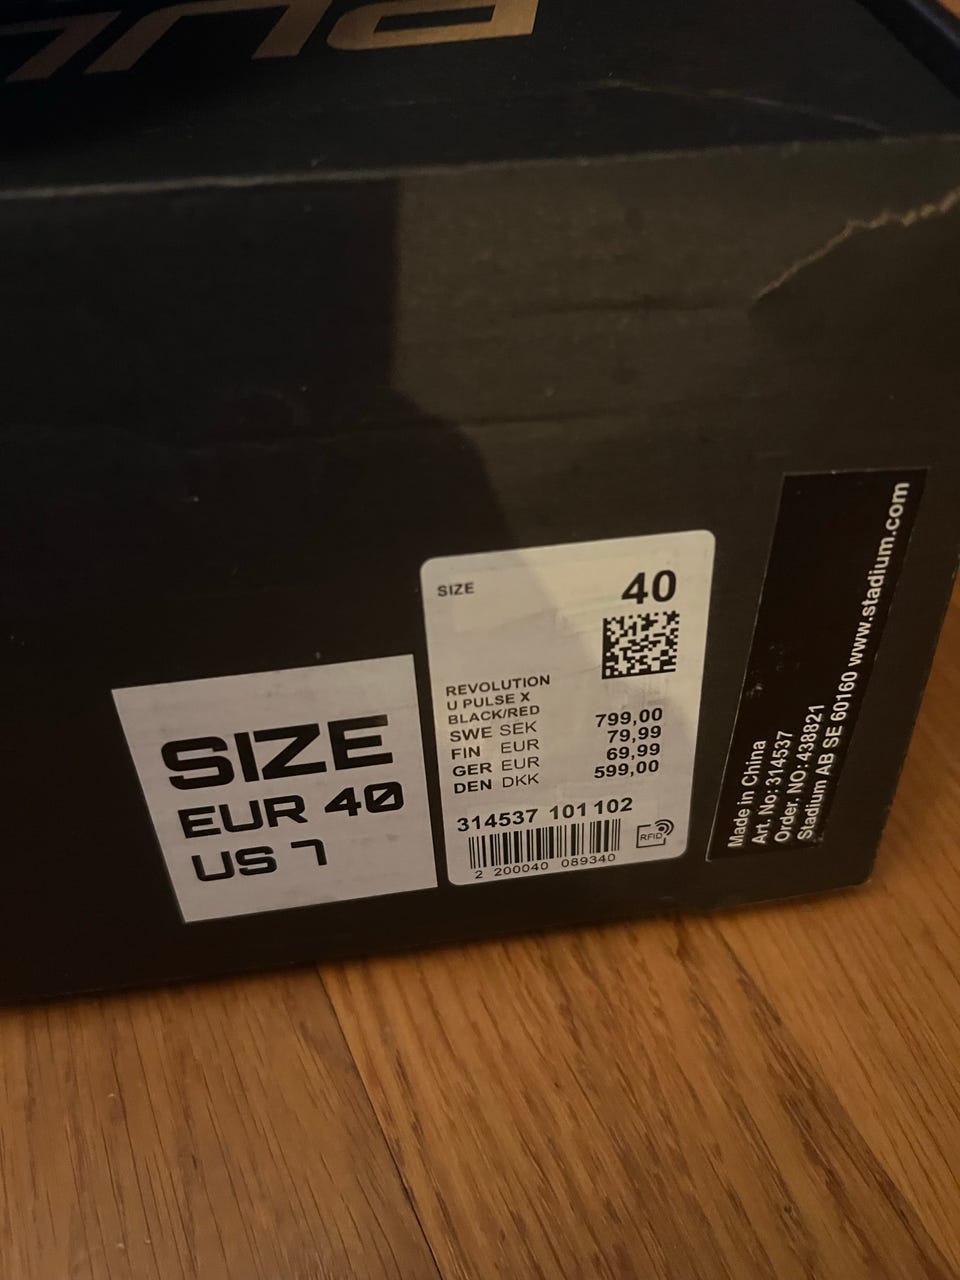 PUL
SIZE
EUR 40
US 7
SIZE 40
REVOLUTION
U PULSE X
BLACK/RED
SWE SEK 799,00
FIN EUR 79,99
GER EUR 69,99
DEN DKK 599,00
314537 101 102
2 200040 089340
RFID
Made in China
Art. No: 314537
Order. NO: 438821
Stadium AB SE 60160 www.stadium.com